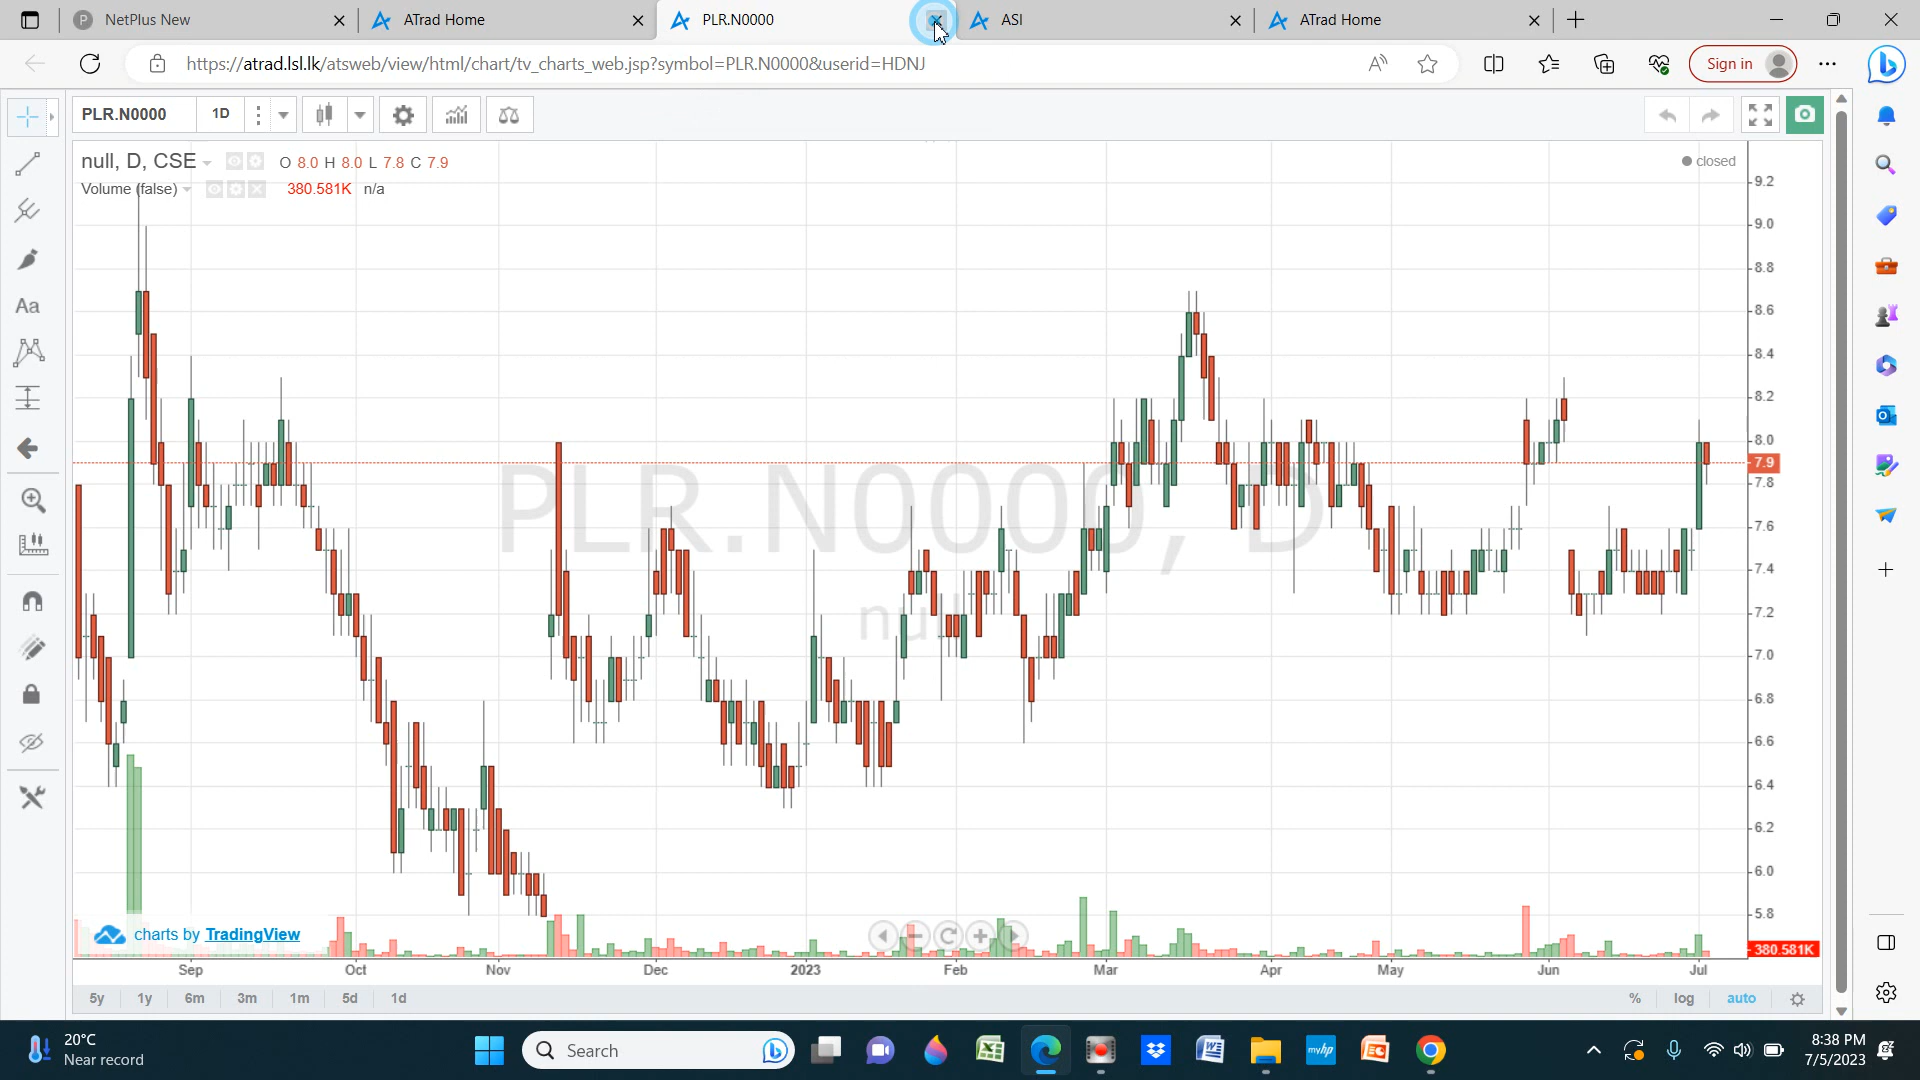 NetPlus New
ATrad Home
PLR.N0000
ASI
ATrad Home
https://atrad.lsl.lk/atsweb/view/html/chart/tv_charts_web.jsp?symbol=PLR.N0000&userid=HDNJ
Sign in
PLR.N0000
1D
null, D, CSE
O 8.0 H 8.0 L 7.8 C 7.9
closed
Volume (false)
380.581K n/a
Aa
PLR.N0000, D
null
9.2
9.0
8.8
8.6
8.4
8.2
8.0
7.9
7.8
7.6
7.4
7.2
7.0
6.8
6.6
6.4
6.2
6.0
5.8
380.581K
charts by TradingView
Sep
Oct
Nov
Dec
2023
Feb
Mar
Apr
May
Jun
Jul
5y
1y
6m
3m
1m
5d
1d
%
log
auto
20°C
Near record
Search
8:38 PM
7/5/2023